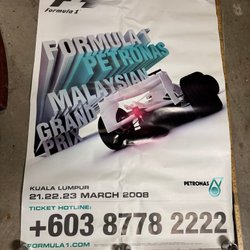 F1
Formula 1
FORMULA 1
PETRONAS
MALAYSIAN
GRAND
PRIX
KUALA LUMPUR
21.22.23 MARCH 2008
PETRONAS
TICKET HOTLINE:
+603 8778 2222
FORMULA1.COM